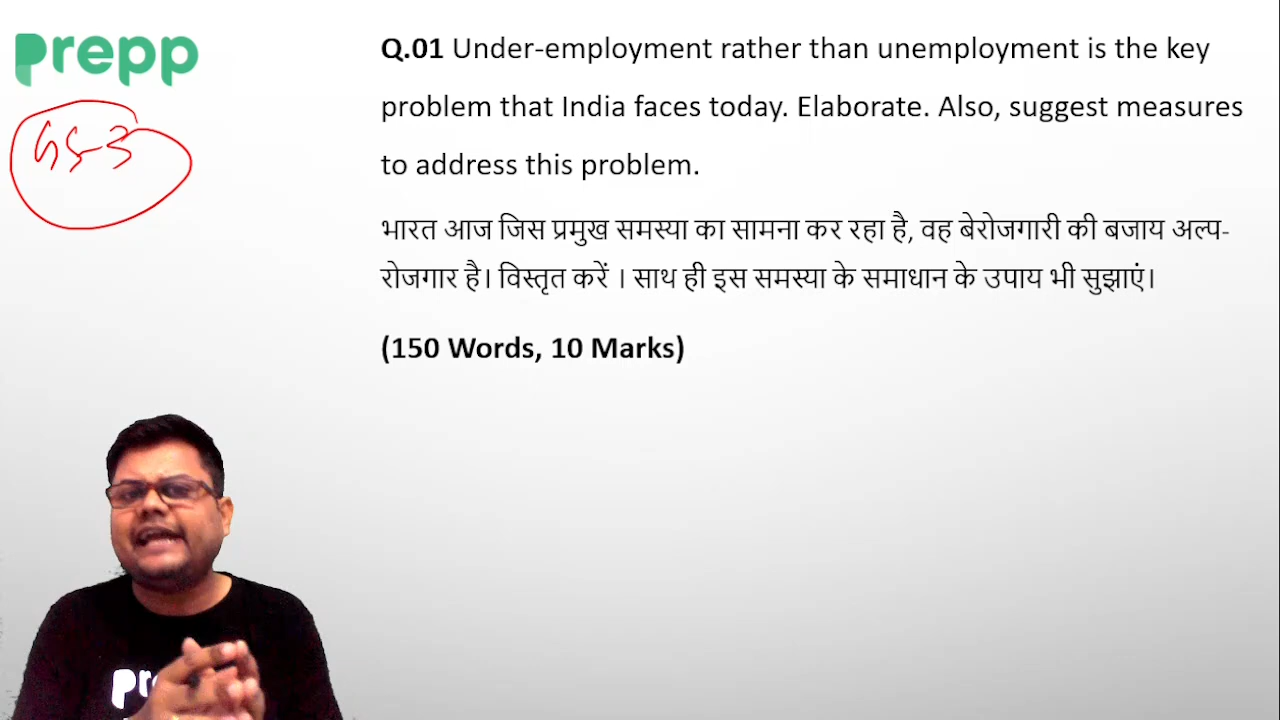 prepp
GS-3
Q.01 Under-employment rather than unemployment is the key
problem that India faces today. Elaborate. Also, suggest measures
to address this problem.
भारत आज जिस प्रमुख समस्या का सामना कर रहा है, वह बेरोजगारी की बजाय अल्प-
रोजगार है। विस्तृत करें । साथ ही इस समस्या के समाधान के उपाय भी सुझाएं।
(150 Words, 10 Marks)